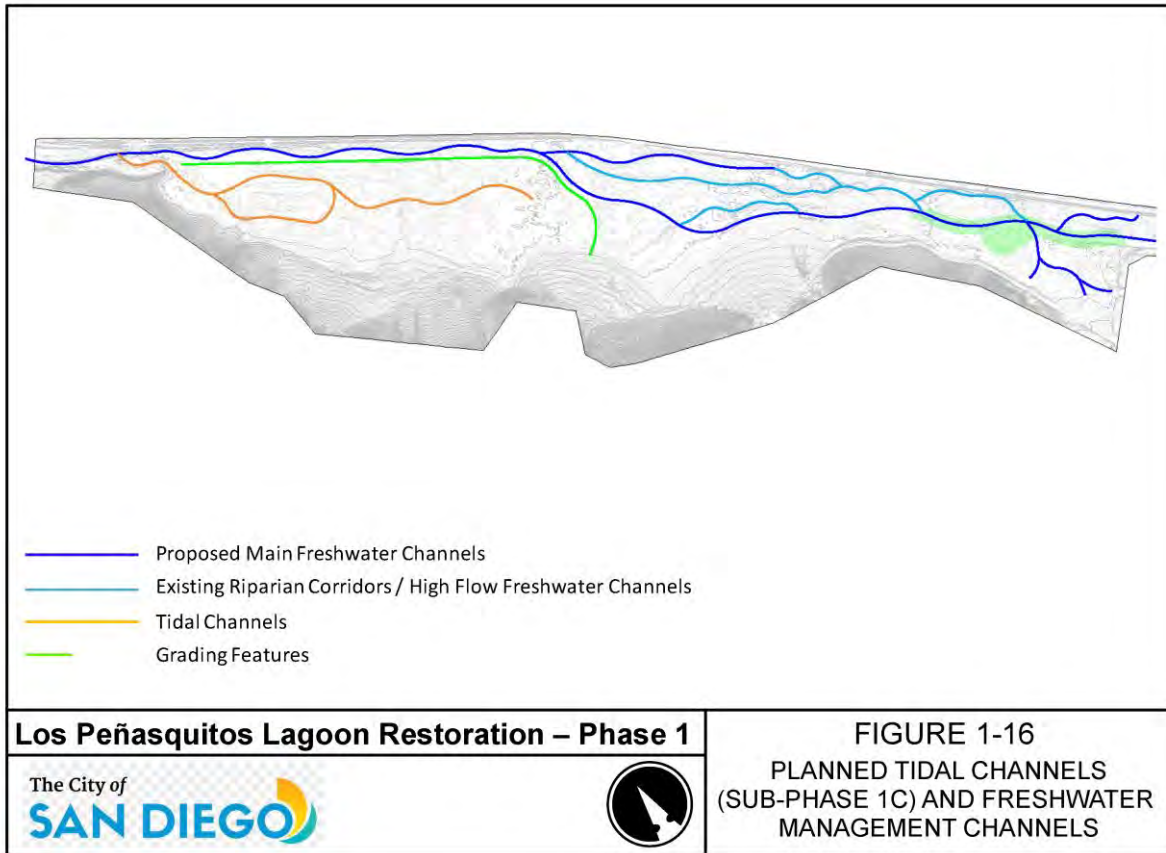 Proposed Main Freshwater Channels
Existing Riparian Corridors / High Flow Freshwater Channels
Tidal Channels
Grading Features
Los Peñasquitos Lagoon Restoration – Phase 1
The City of
SAN DIEGO
FIGURE 1-16
PLANNED TIDAL CHANNELS
(SUB-PHASE 1C) AND FRESHWATER
MANAGEMENT CHANNELS